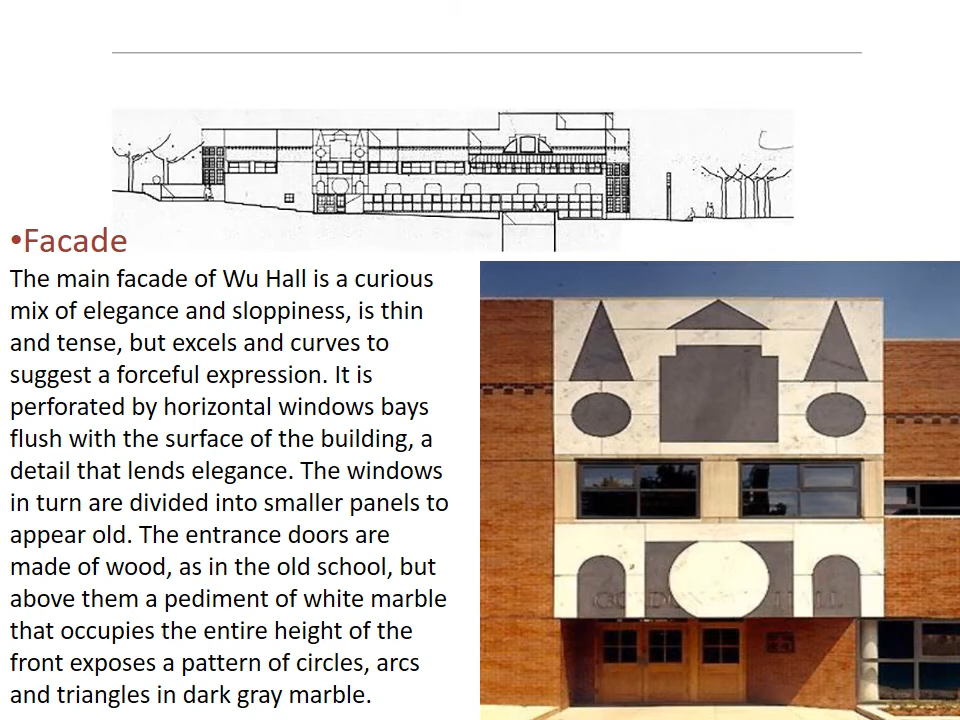 •Facade
The main facade of Wu Hall is a curious
mix of elegance and sloppiness, is thin
and tense, but excels and curves to
suggest a forceful expression. It is
perforated by horizontal windows bays
flush with the surface of the building, a
detail that lends elegance. The windows
in turn are divided into smaller panels to
appear old. The entrance doors are
made of wood, as in the old school, but
above them a pediment of white marble
that occupies the entire height of the
front exposes a pattern of circles, arcs
and triangles in dark gray marble.
HALL